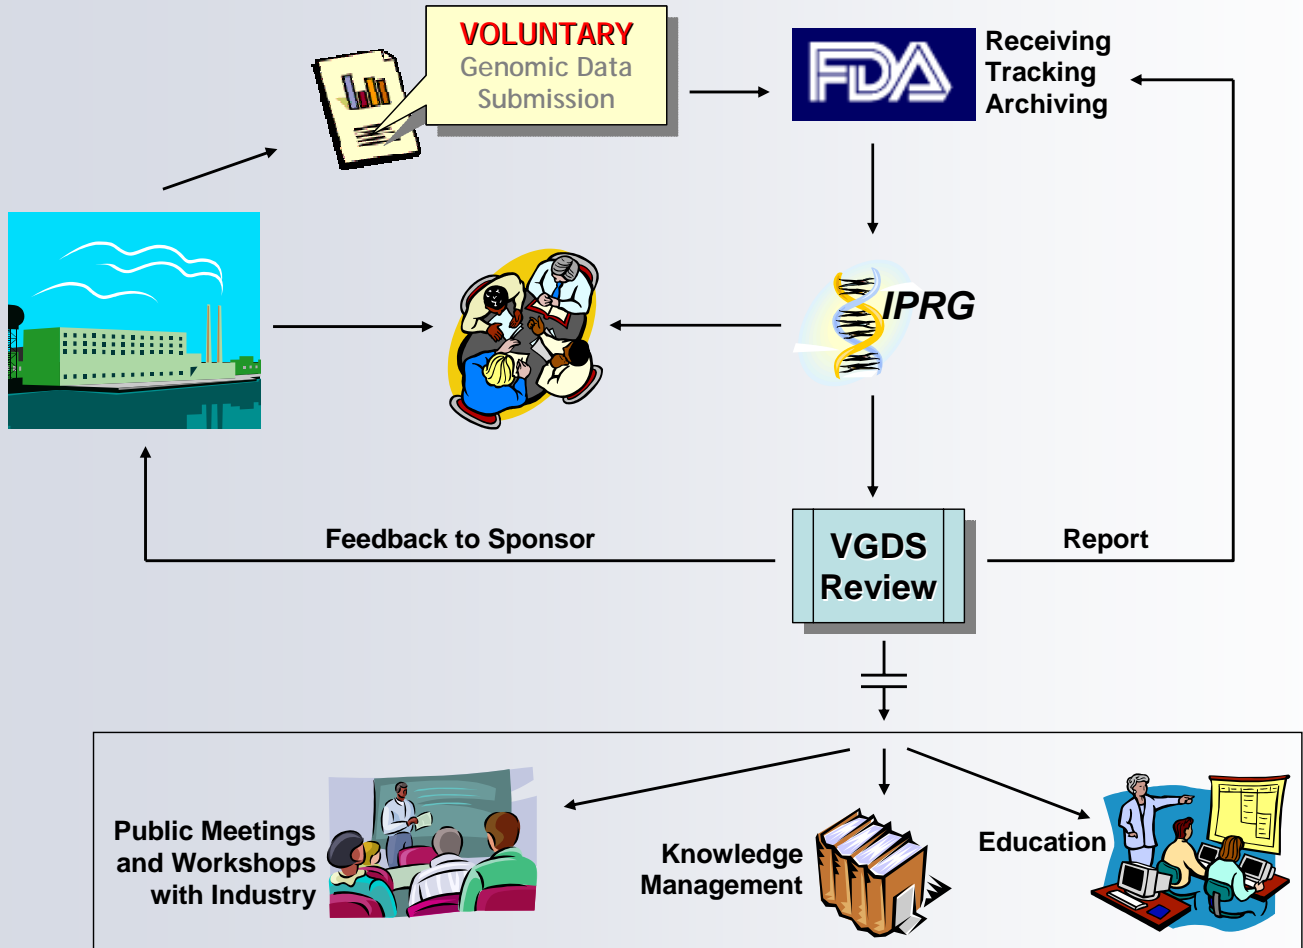 VOLUNTARY
Genomic Data
Submission
FDA
Receiving
Tracking
Archiving
IPRG
Feedback to Sponsor
VGDS
Review
Report
Public Meetings
and Workshops
with Industry
Knowledge
Management
Education